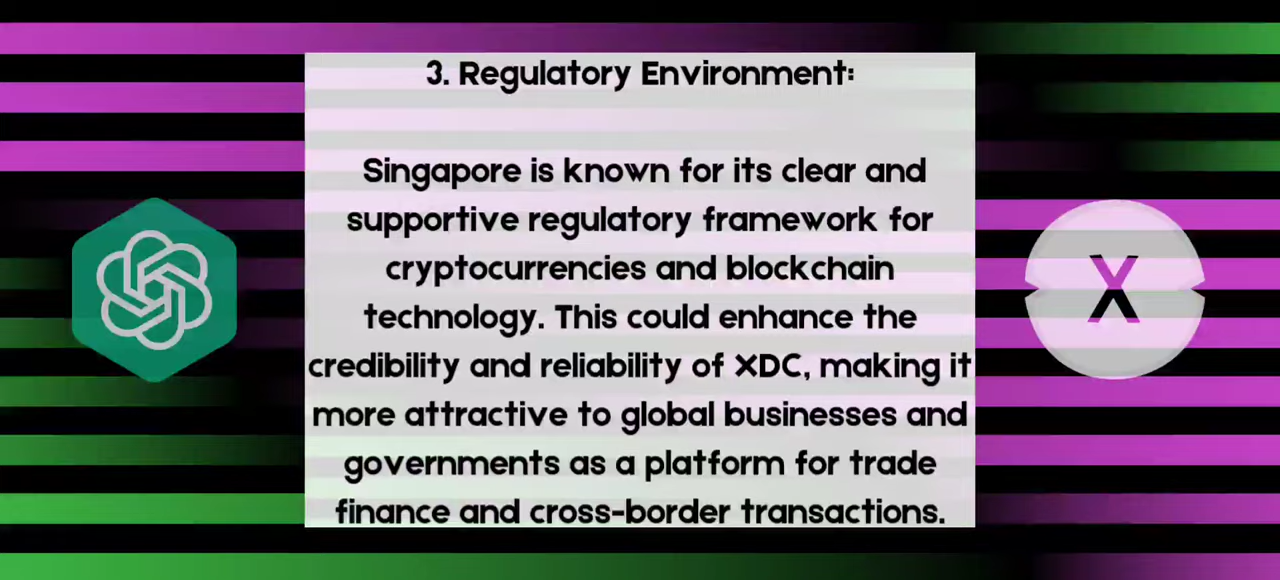 3. Regulatory Environment:
Singapore is known for its clear and
supportive regulatory framework for
cryptocurrencies and blockchain
technology. This could enhance the
credibility and reliability of XDC, making it
more attractive to global businesses and
governments as a platform for trade
finance and cross-border transactions.
X